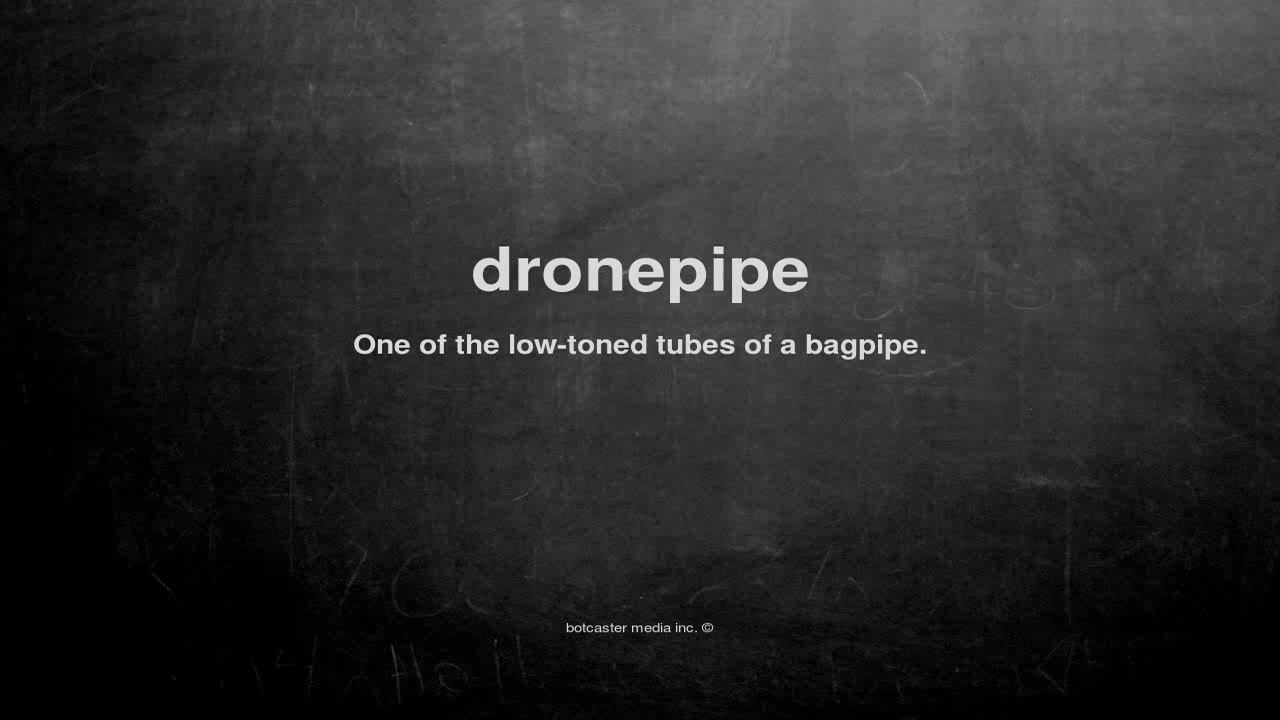 dronepipe
One of the low-toned tubes of a bagpipe.
botcaster media inc. ©